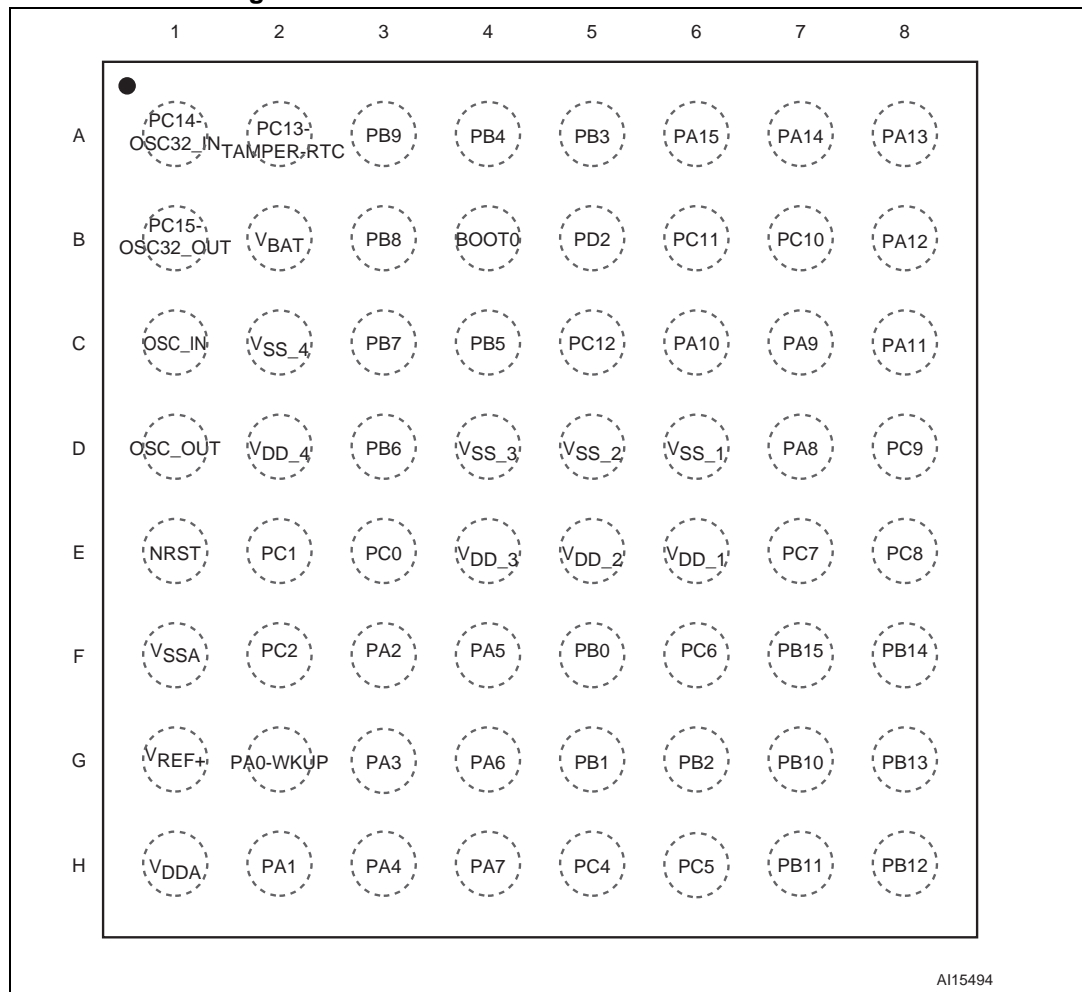 1 2 3 4 5 6 7 8
A PC14-OSC32_IN PC13-TAMPER-RTC PB9 PB4 PB3 PA15 PA14 PA13
B PC15-OSC32_OUT VBAT PB8 BOOT0 PD2 PC11 PC10 PA12
C OSC_IN VSS_4 PB7 PB5 PC12 PA10 PA9 PA11
D OSC_OUT VDD_4 PB6 VSS_3 VSS_2 VSS_1 PA8 PC9
E NRST PC1 PC0 VDD_3 VDD_2 VDD_1 PC7 PC8
F VSSA PC2 PA2 PA5 PB0 PC6 PB15 PB14
G VREF+ PA0-WKUP PA3 PA6 PB1 PB2 PB10 PB13
H VDDA PA1 PA4 PA7 PC4 PC5 PB11 PB12
AI15494